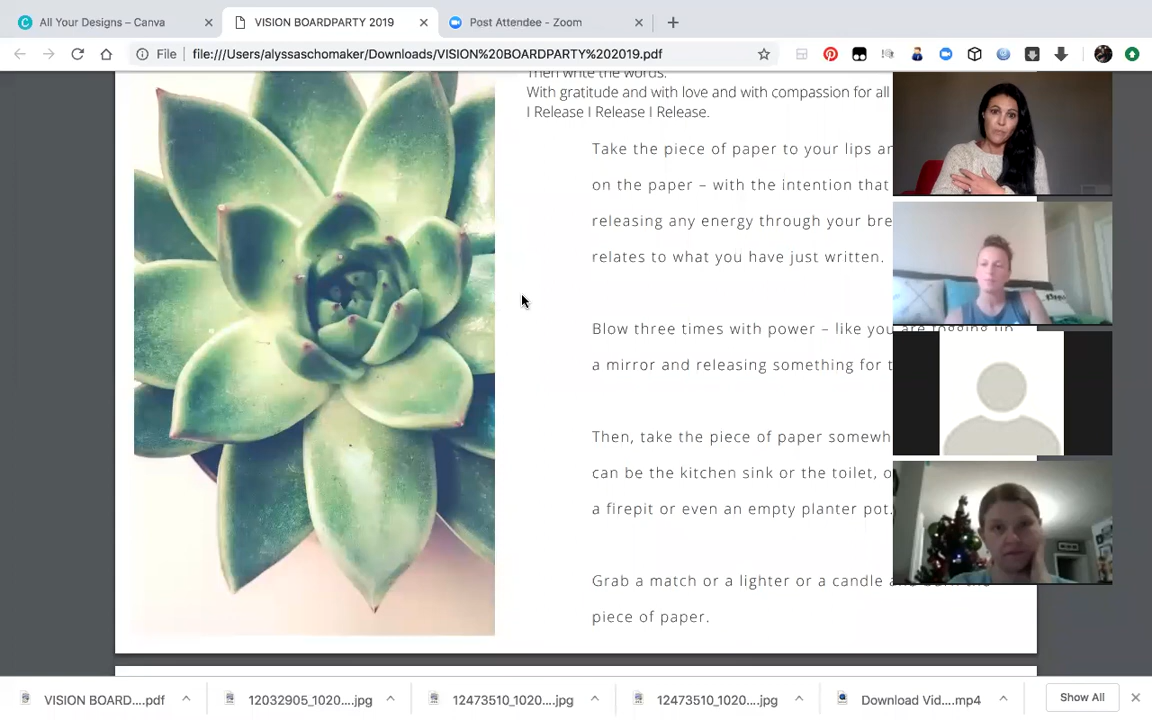 All Your Designs – Canva
VISION BOARDPARTY 2019
Post Attendee - Zoom
File
file:///Users/alyssaschomaker/Downloads/VISION%20BOARDPARTY%202019.pdf
Then write the words.
With gratitude and with love and with compassion for all
I Release I Release I Release.
Take the piece of paper to your lips
on the paper – with the intention that
releasing any energy through your
relates to what you have just written.
Blow three times with power – like you are fogging up
a mirror and releasing something for
Then, take the piece of paper
can be the kitchen sink or the toilet,
a firepit or even an empty planter pot.
Grab a match or a lighter or a candle
piece of paper.
VISION BOARD....pdf
12032905_1020....jpg
12473510_1020....jpg
12473510_1020....jpg
Download Vid....mp4
Show All